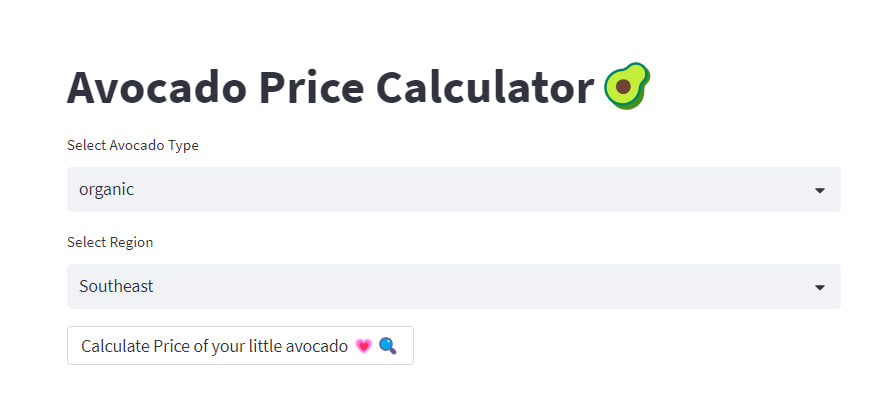 Avocado Price Calculator 🥑
Select Avocado Type
organic
Select Region
Southeast
Calculate Price of your little avocado 💗 🔍